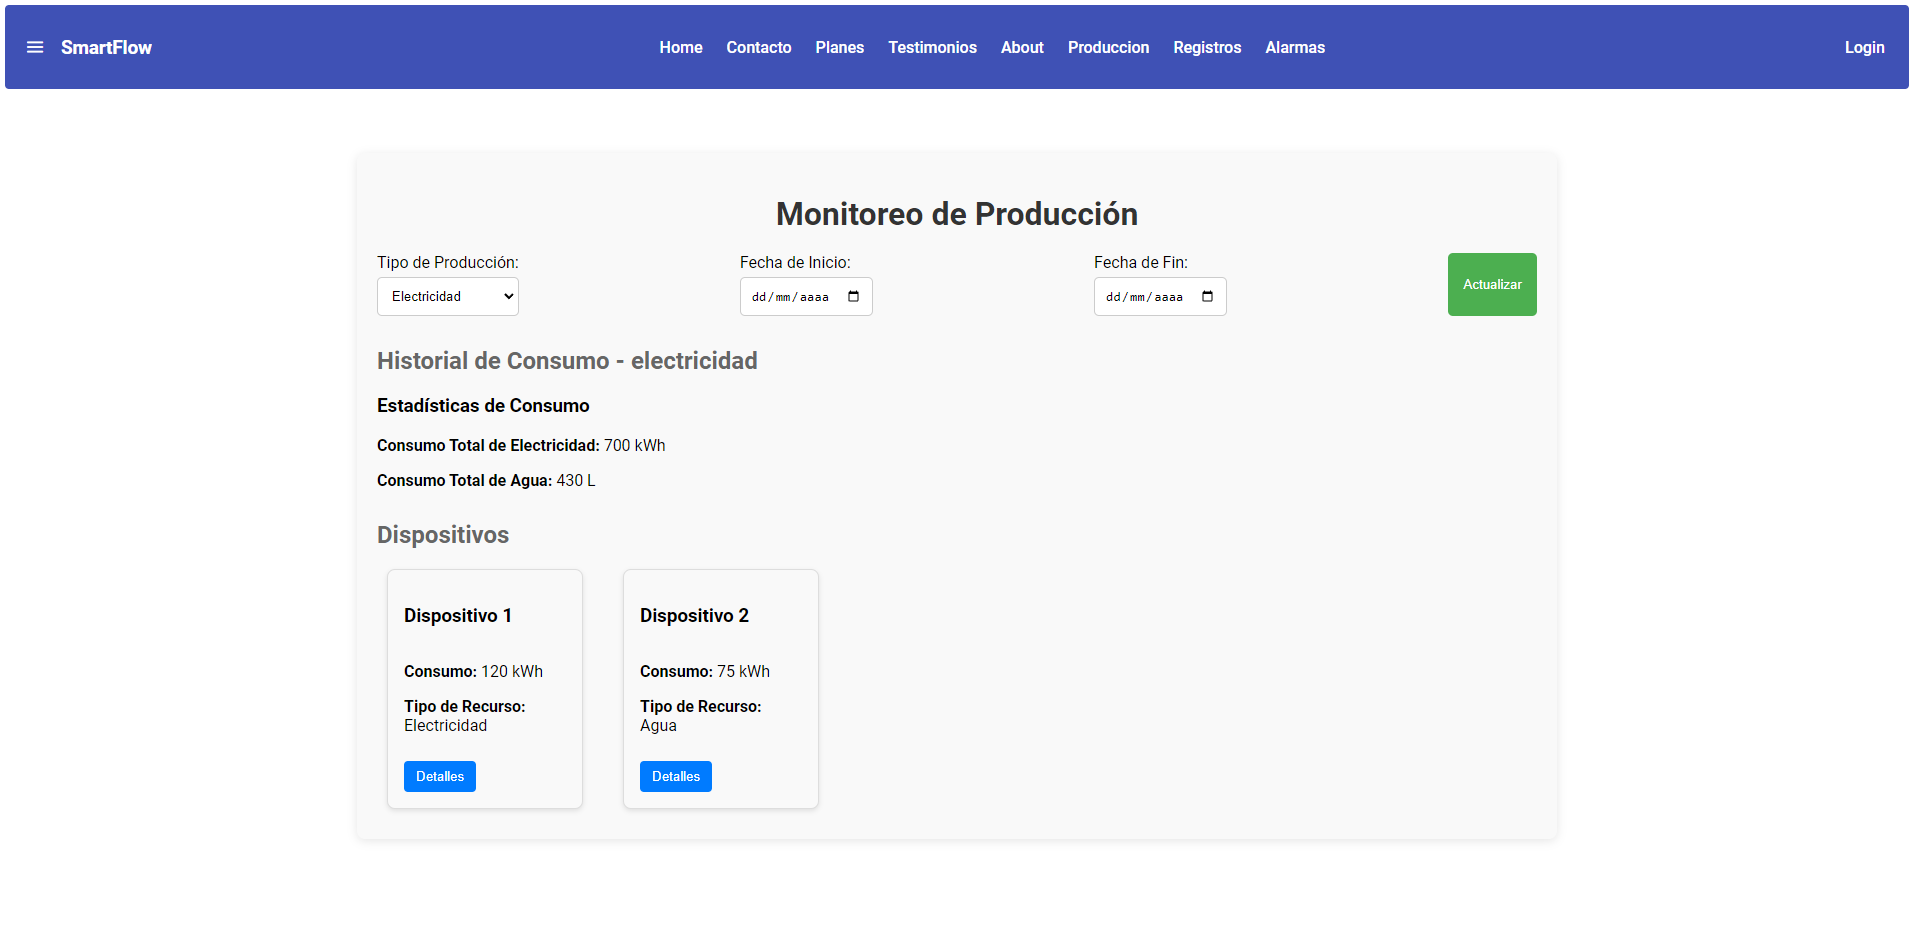 SmartFlow
Home Contacto Planes Testimonios About Produccion Registros Alarmas
Login
Monitoreo de Producción
Tipo de Producción:
Electricidad
Fecha de Inicio:
dd/mm/aaaa
Fecha de Fin:
dd/mm/aaaa
Actualizar
Historial de Consumo - electricidad
Estadísticas de Consumo
Consumo Total de Electricidad: 700 kWh
Consumo Total de Agua: 430 L
Dispositivos
Dispositivo 1
Consumo: 120 kWh
Tipo de Recurso:
Electricidad
Detalles
Dispositivo 2
Consumo: 75 kWh
Tipo de Recurso:
Agua
Detalles